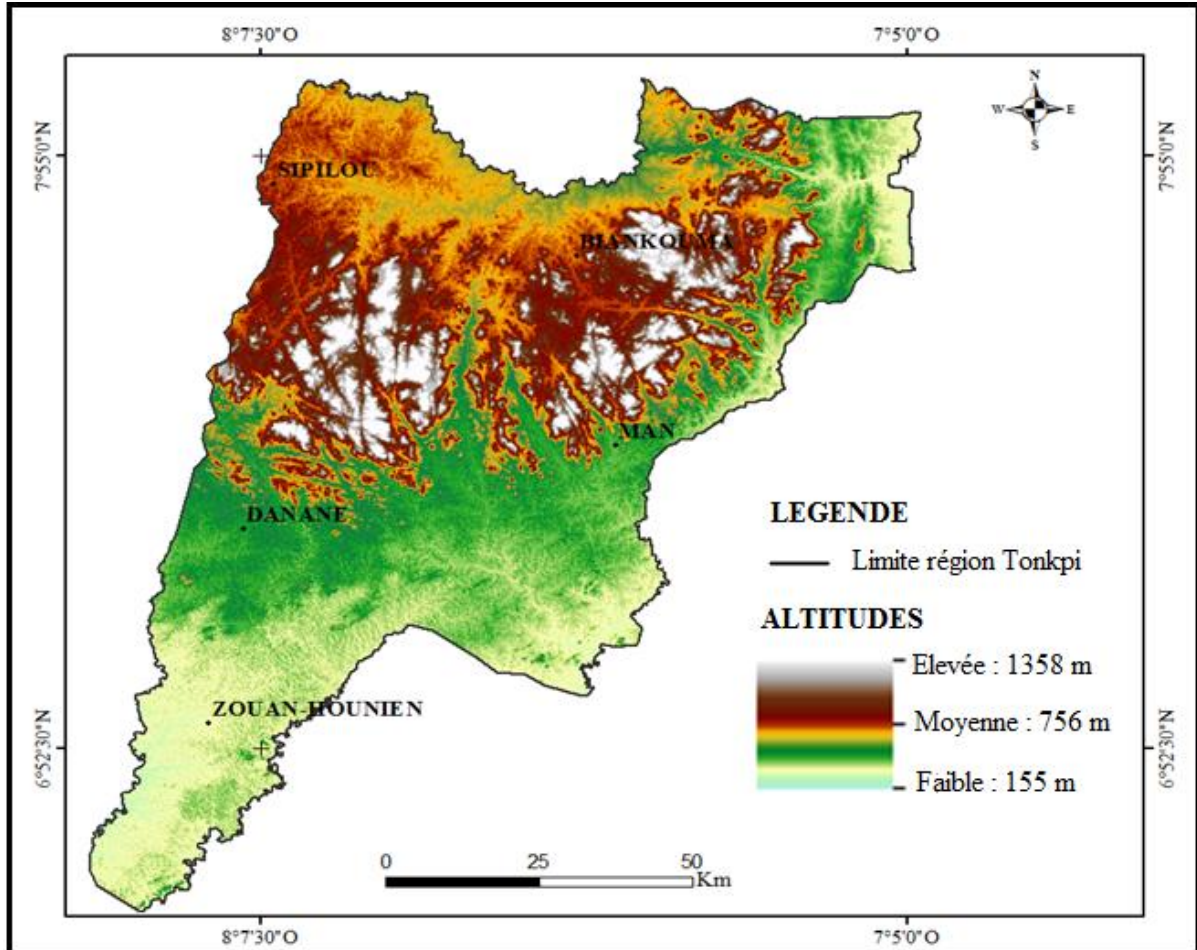 8°7'30"O
7°5'0"O
N
W E
S
7°55'0"N
7°55'0"N
SIPILOU
BIANKOUMA
MAN
DANANE
LEGENDE
Limite région Tonkpi
ALTITUDES
Elevée : 1358 m
Moyenne : 756 m
Faible : 155 m
ZOUAN-HOUNIEN
6°52'30"N
6°52'30"N
0 25 50
Km
8°7'30"O
7°5'0"O